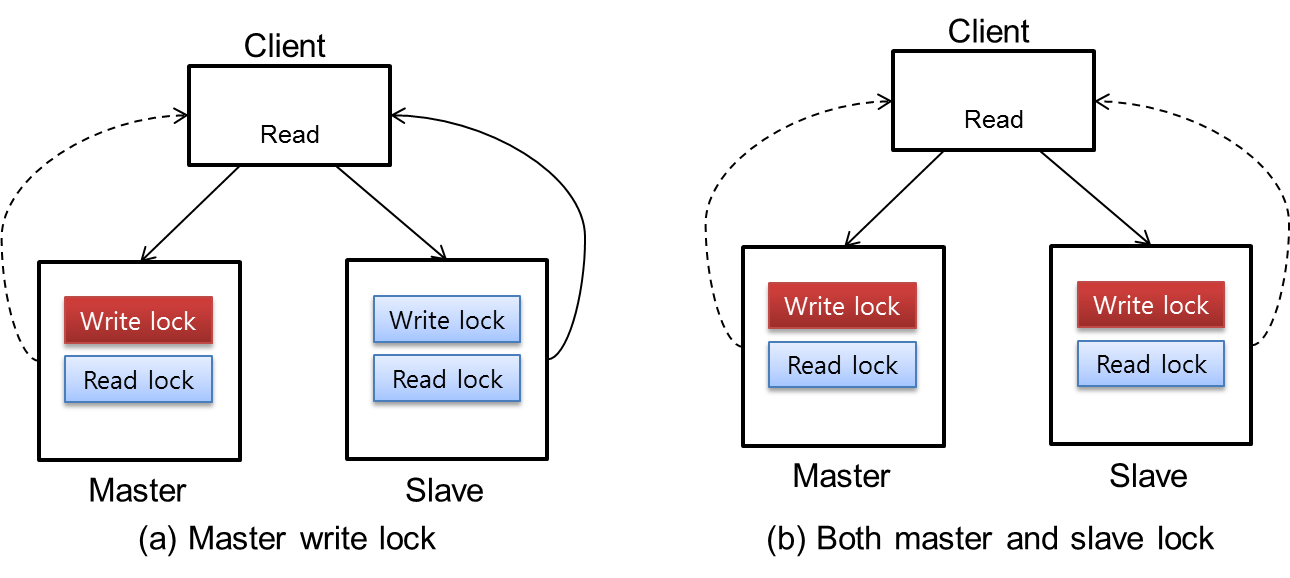 Client
Read
Write lock
Read lock
Write lock
Read lock
Master
Slave
(a) Master write lock
Client
Read
Write lock
Read lock
Write lock
Read lock
Master
Slave
(b) Both master and slave lock